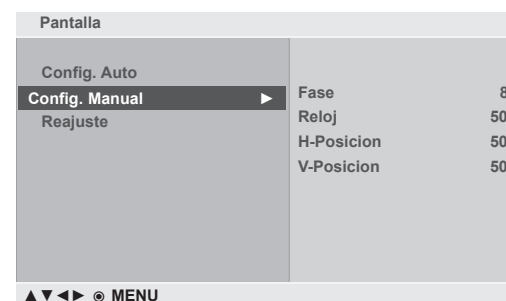 Pantalla
Config. Auto
Config. Manual ►
Reajuste
Fase 8
Reloj 50
H-Posicion 50
V-Posicion 50
▲▼◄► ◉ MENU